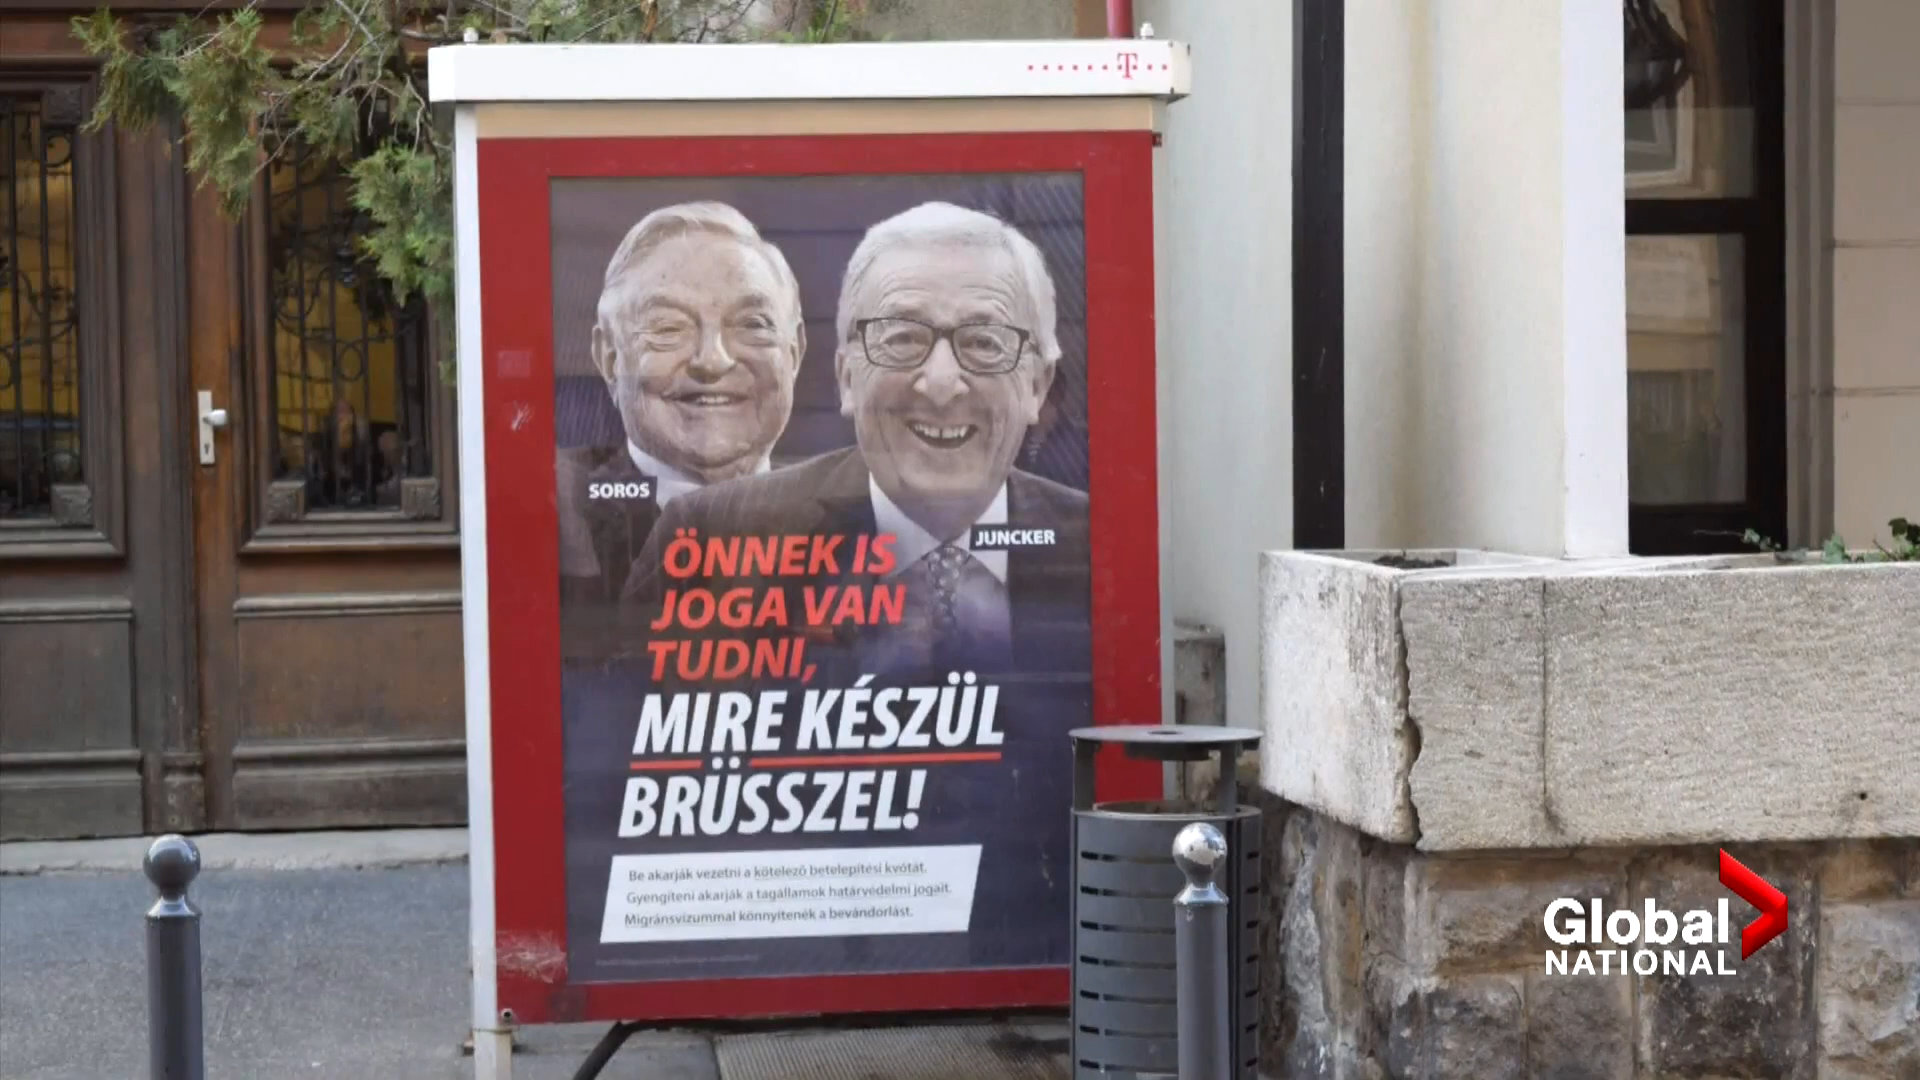 T
SOROS
JUNCKER
ÖNNEK IS
JOGA VAN
TUDNI,
MIRE KÉSZÜL
BRÜSSZEL!
Be akarják vezetni a kötelező betelepítési kvótát.
Gyengíteni akarják a tagállamok határvédelmi jogait.
Migránsvízummal könnyítenék a bevándorlást.
Global
NATIONAL